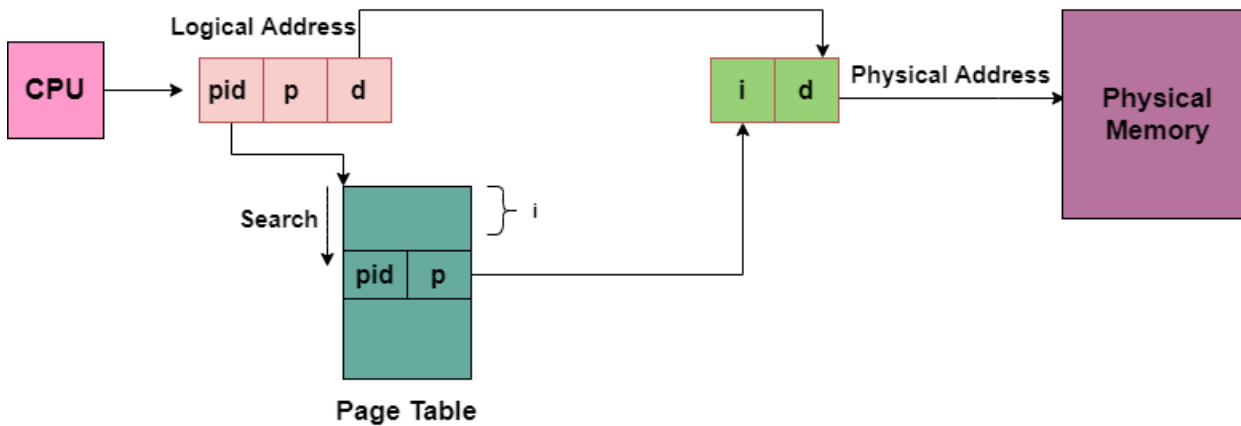 Logical Address
CPU
pid p d
i d
Physical Address
Physical
Memory
Search
i
pid p
Page Table